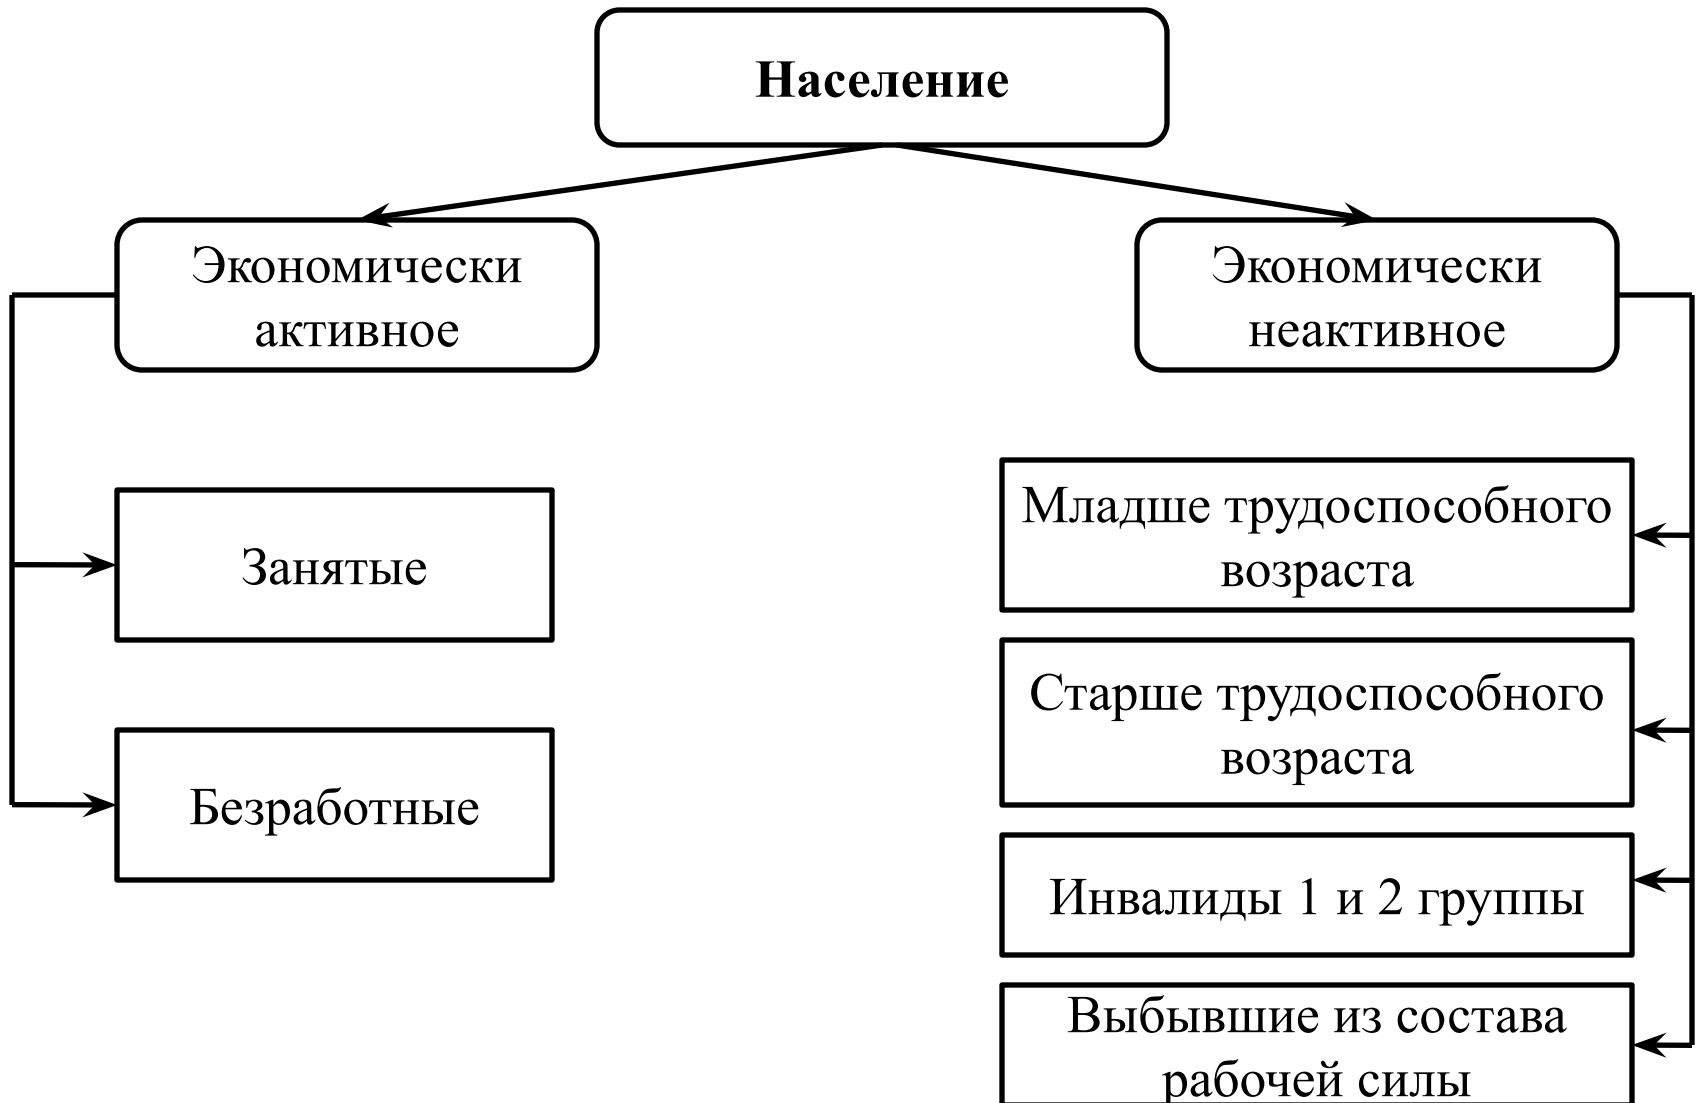 Население
Экономически
активное
Экономически
неактивное
Занятые
Безработные
Младше трудоспособного
возраста
Старше трудоспособного
возраста
Инвалиды 1 и 2 группы
Выбывшие из состава
рабочей силы